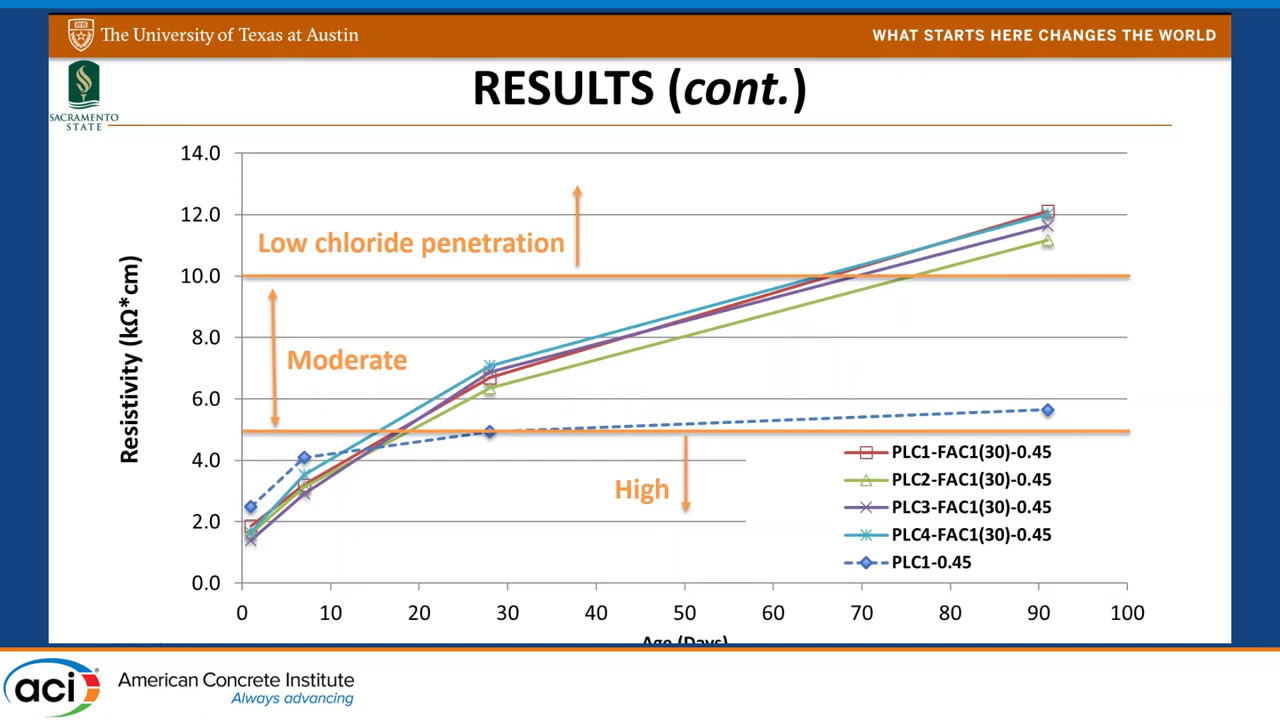 The University of Texas at Austin
WHAT STARTS HERE CHANGES THE WORLD
SACRAMENTO
STATE
RESULTS (cont.)
14.0
12.0
10.0
8.0
6.0
4.0
2.0
0.0
Resistivity (kΩ*cm)
Low chloride penetration
Moderate
High
PLC1-FAC1(30)-0.45
PLC2-FAC1(30)-0.45
PLC3-FAC1(30)-0.45
PLC4-FAC1(30)-0.45
PLC1-0.45
0 10 20 30 40 50 60 70 80 90 100
Age (Days)
aci®
American Concrete Institute
Always advancing